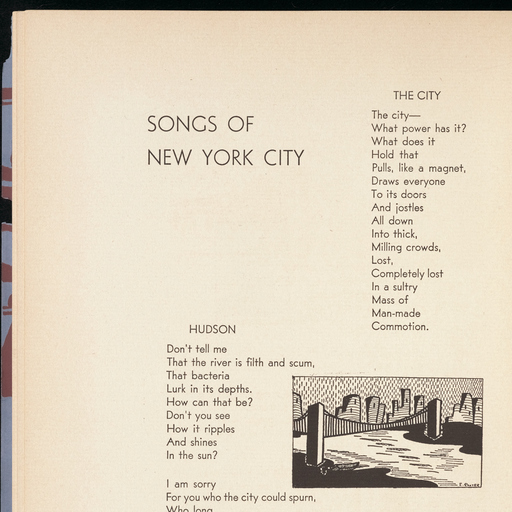 SONGS OF
NEW YORK CITY
THE CITY
The city—
What power has it?
What does it
Hold that
Pulls, like a magnet,
Draws everyone
To its doors
And jostles
All down
Into thick,
Milling crowds,
Lost,
Completely lost
In a sultry
Mass of
Man-made
Commotion.
HUDSON
Don't tell me
That the river is filth and scum,
That bacteria
Lurk in its depths.
How can that be?
Don't you see
How it ripples
And shines
In the sun?
I am sorry
For you who the city could spurn,
Who long